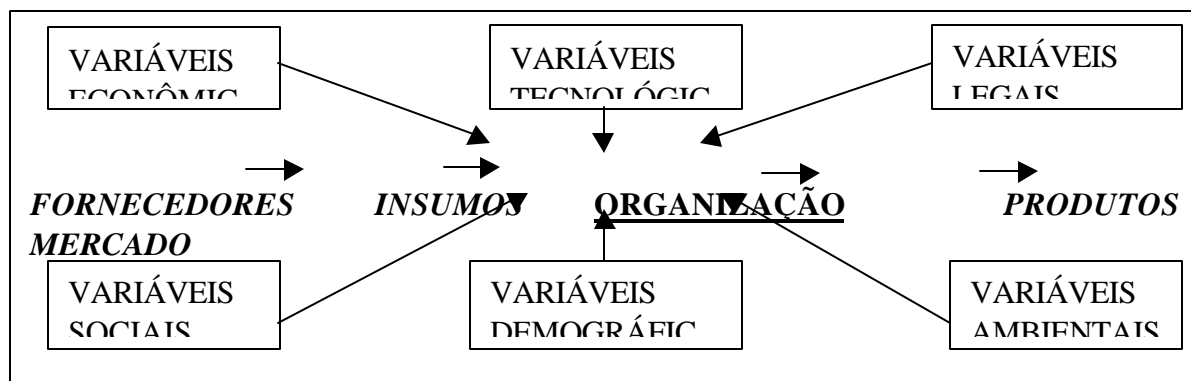 VARIÁVEIS
ECONÔMIC
VARIÁVEIS
TECNOLÓGIC
VARIÁVEIS
LEGAIS
FORNECEDORES INSUMOS ORGANIZAÇÃO PRODUTOS
MERCADO
VARIÁVEIS
SOCIAIS
VARIÁVEIS
DEMOGRÁFIC
VARIÁVEIS
AMBIENTAIS